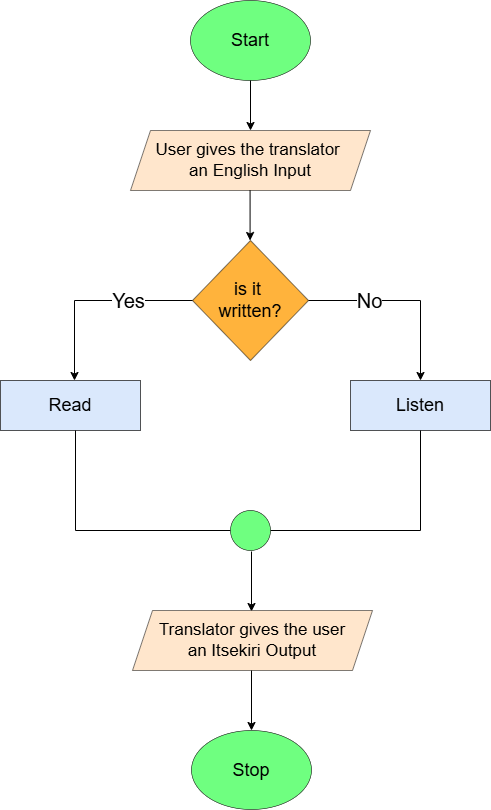 Start
User gives the translator
an English Input
is it
written?
Yes
No
Read
Listen
Translator gives the user
an Itsekiri Output
Stop